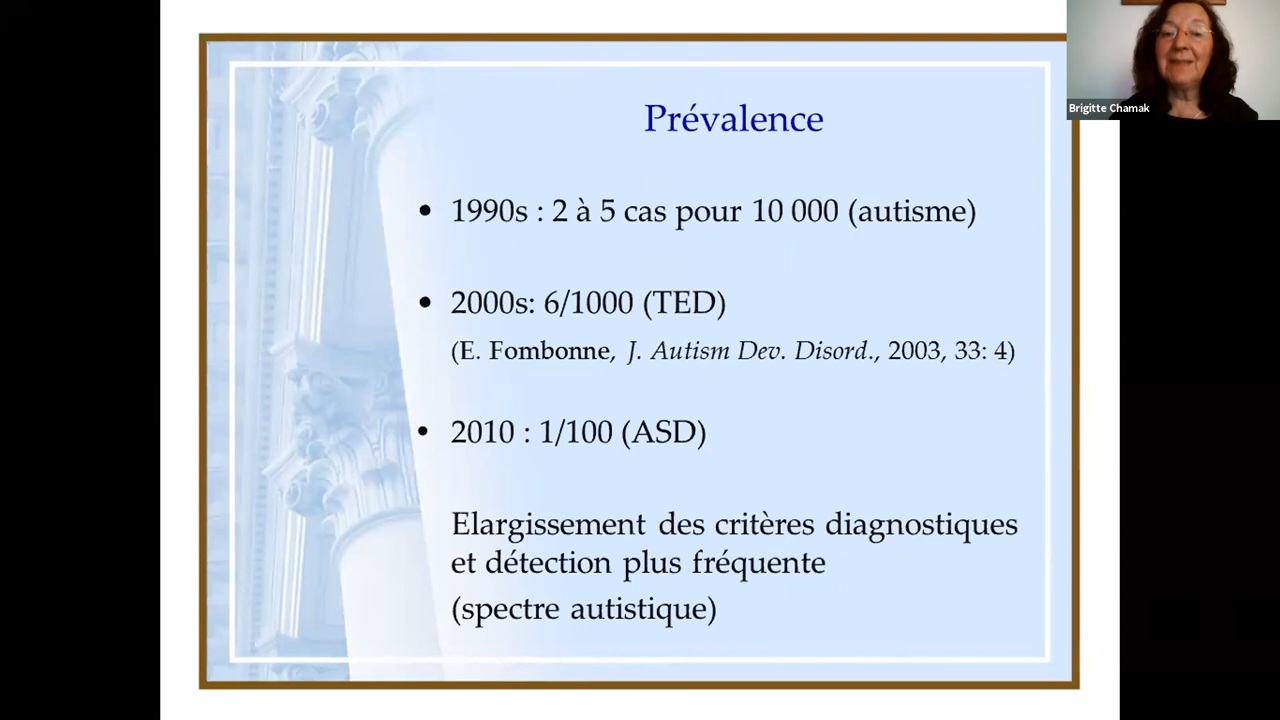 Prévalence
• 1990s : 2 à 5 cas pour 10 000 (autisme)
• 2000s: 6/1000 (TED)
(E. Fombonne, J. Autism Dev. Disord., 2003, 33: 4)
• 2010 : 1/100 (ASD)
Elargissement des critères diagnostiques
et détection plus fréquente
(spectre autistique)
Brigitte Chamak